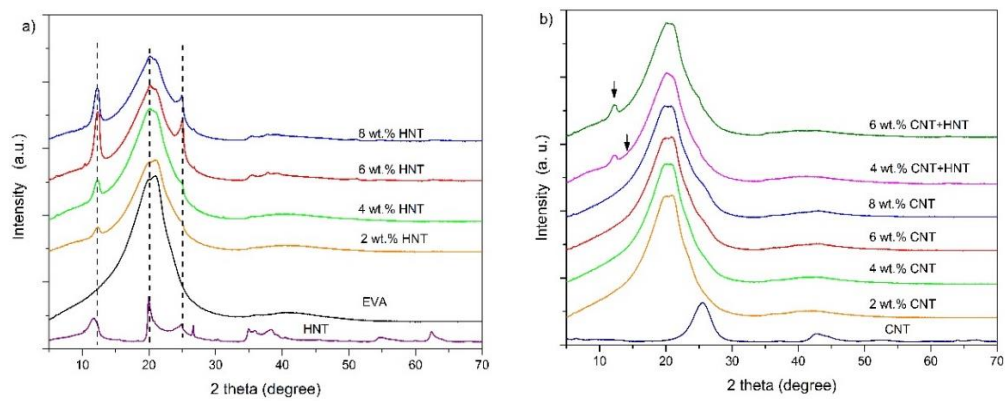 a)
8 wt.% HNT
6 wt.% HNT
4 wt.% HNT
2 wt.% HNT
EVA
HNT
Intensity (a.u.)
10 20 30 40 50 60 70
2 theta (degree)
b)
6 wt.% CNT+HNT
4 wt.% CNT+HNT
8 wt.% CNT
6 wt.% CNT
4 wt.% CNT
2 wt.% CNT
CNT
Intensity (a. u.)
10 20 30 40 50 60 70
2 theta (degree)